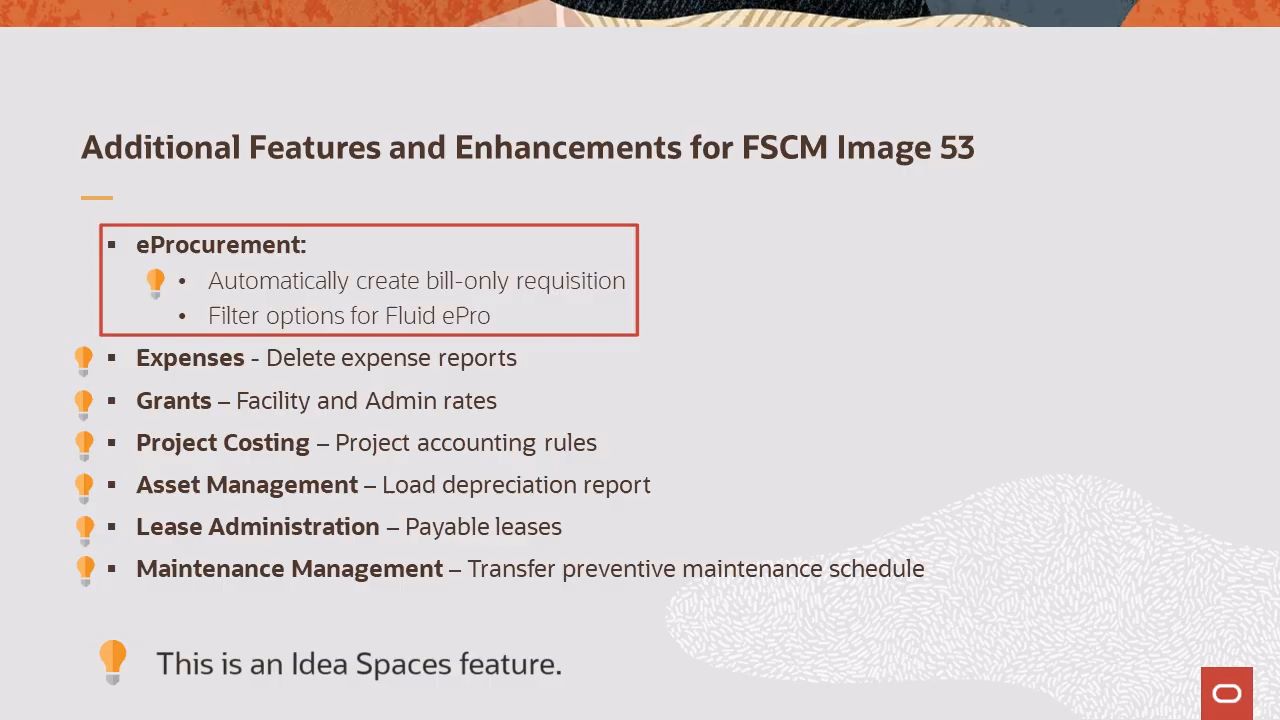 Additional Features and Enhancements for FSCM Image 53
▪ eProcurement:
• Automatically create bill-only requisition
• Filter options for Fluid ePro
▪ Expenses - Delete expense reports
▪ Grants – Facility and Admin rates
▪ Project Costing – Project accounting rules
▪ Asset Management – Load depreciation report
▪ Lease Administration – Payable leases
▪ Maintenance Management – Transfer preventive maintenance schedule
This is an Idea Spaces feature.